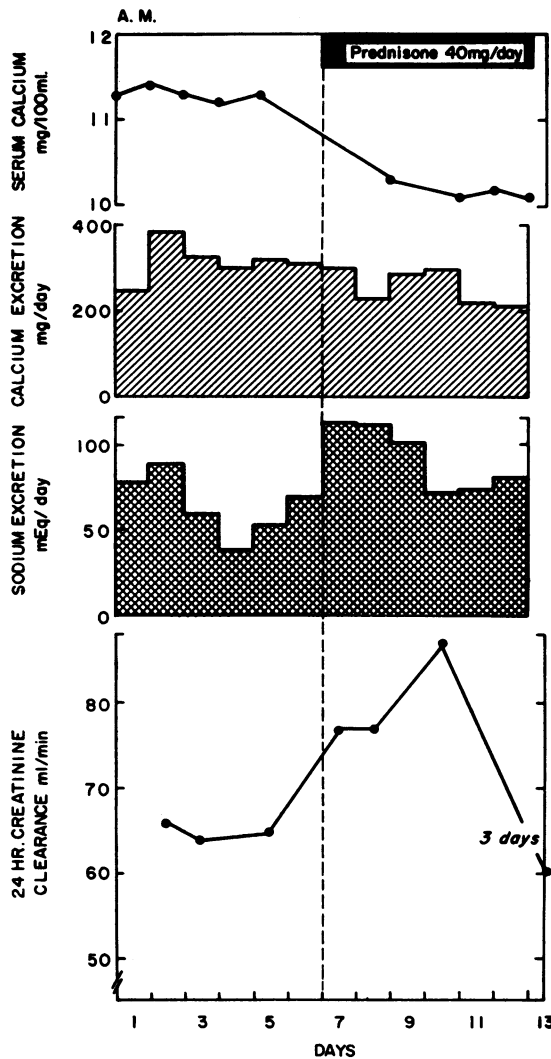 A. M.
Prednisone 40mg/day
SERUM CALCIUM
mg/100ml.
12
11
10
CALCIUM EXCRETION
mg/day
400
200
0
SODIUM EXCRETION
mEq/ day
100
50
0
24 HR. CREATININE
CLEARANCE ml/min
80
70
60
50
3 days
1 3 5 7 9 11 13
DAYS